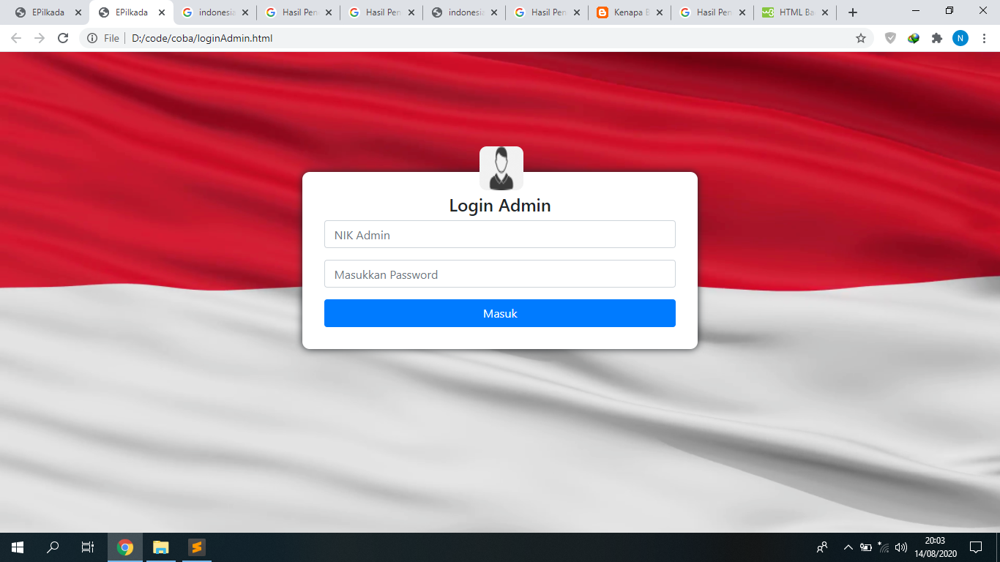 EPilkada
EPilkada
indonesia
Hasil Pen
Hasil Pen
indonesia
Hasil Pen
Kenapa B
Hasil Pen
HTML Ba
File
D:/code/coba/loginAdmin.html
N
Login Admin
NIK Admin
Masukkan Password
Masuk
20:03
14/08/2020